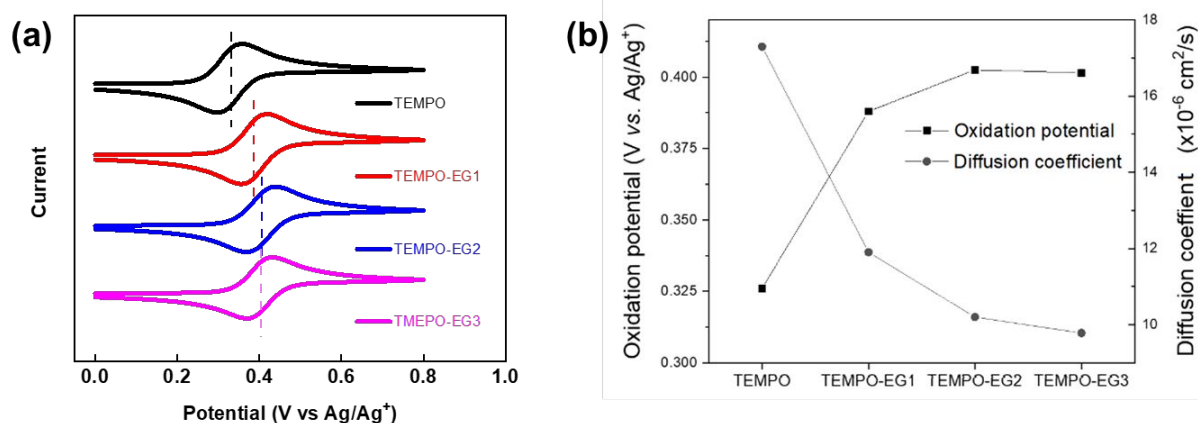 (a)
Current
TEMPO
TEMPO-EG1
TEMPO-EG2
TMEPO-EG3
0.0 0.2 0.4 0.6 0.8 1.0
Potential (V vs Ag/Ag⁺)
(b)
Oxidation potential (V vs. Ag/Ag⁺)
0.400
0.375
0.350
0.325
0.300
Oxidation potential
Diffusion coefficient
18
16
14
12
10
Diffusion coeffient (x10⁻⁶ cm²/s)
TEMPO TEMPO-EG1 TEMPO-EG2 TEMPO-EG3